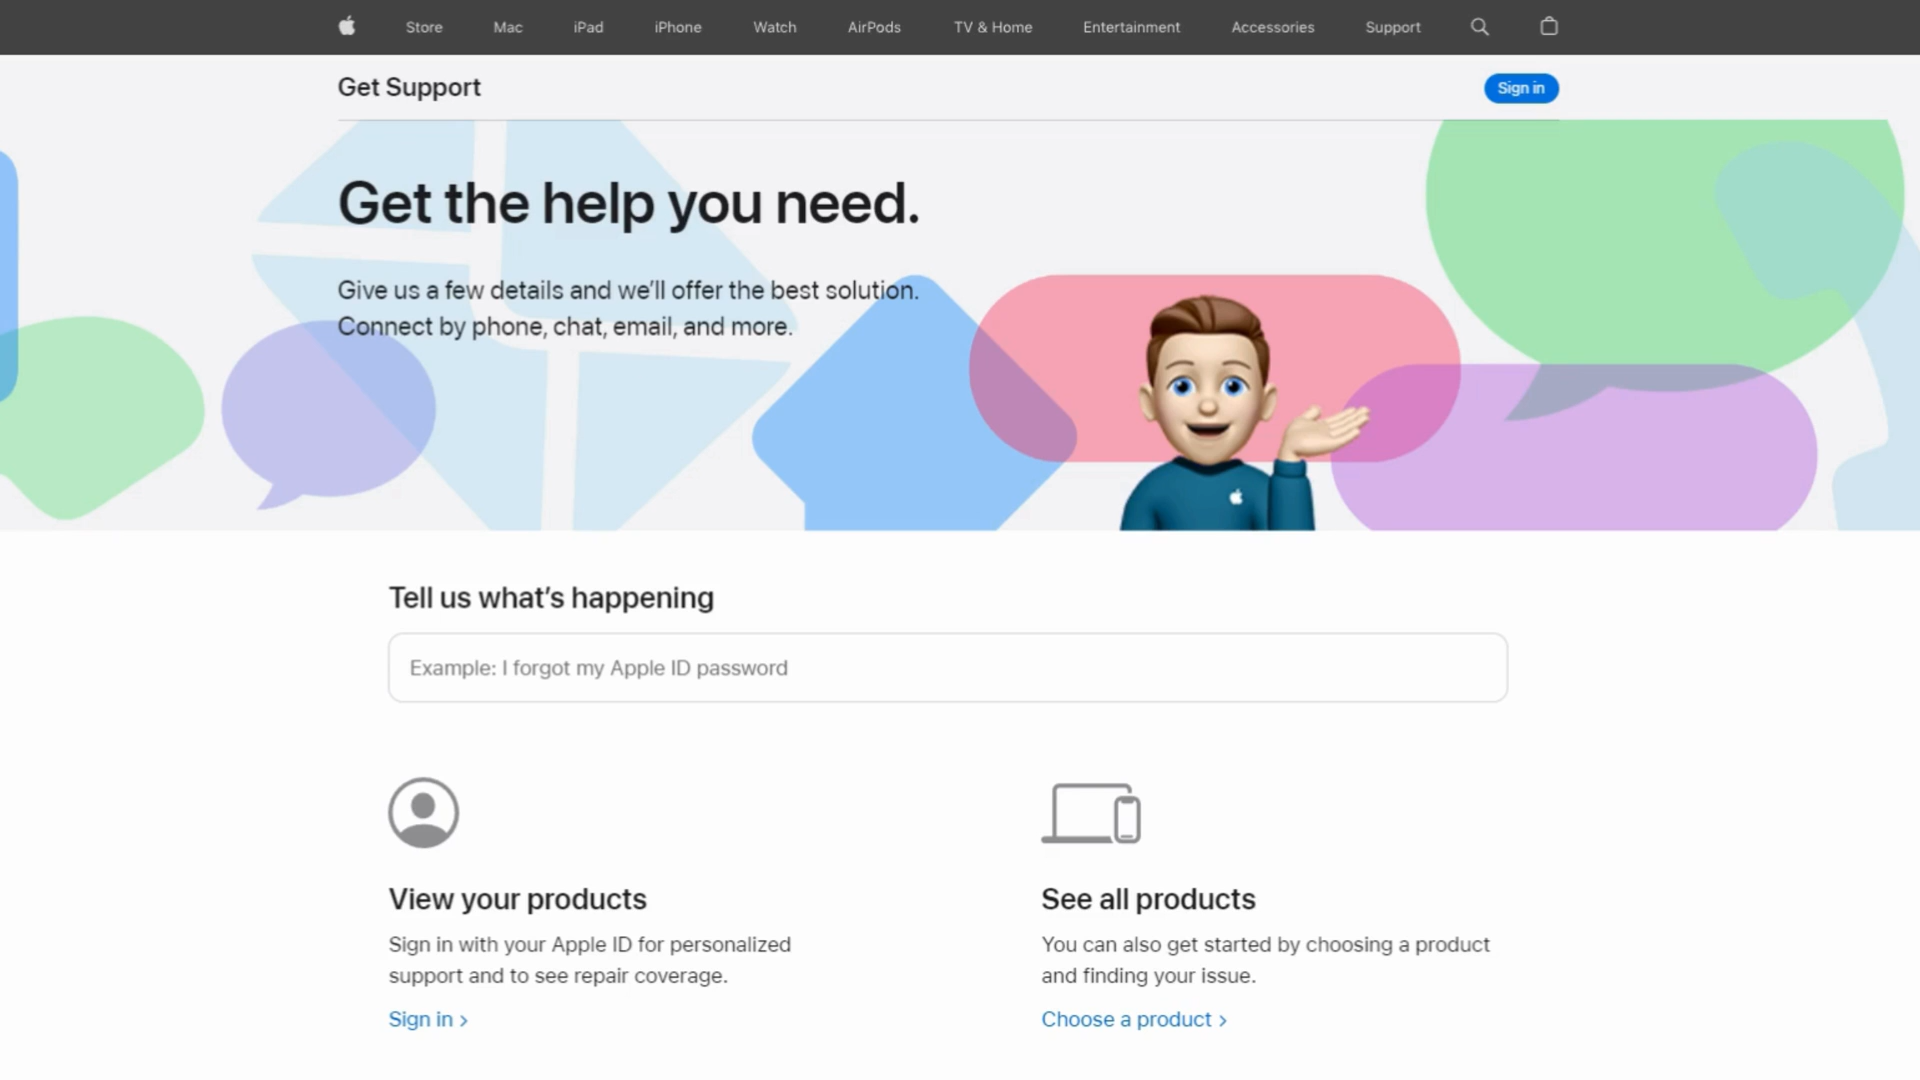 Store Mac iPad iPhone Watch AirPods TV & Home Entertainment Accessories Support
Get Support
Sign in
Get the help you need.
Give us a few details and we’ll offer the best solution.
Connect by phone, chat, email, and more.
Tell us what’s happening
Example: I forgot my Apple ID password
View your products
Sign in with your Apple ID for personalized
support and to see repair coverage.
Sign in >
See all products
You can also get started by choosing a product
and finding your issue.
Choose a product >